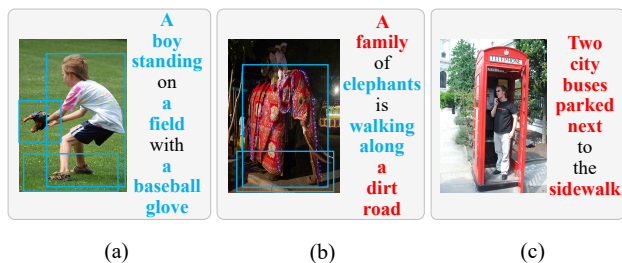 A
boy
standing
on
a
field
with
a
baseball
glove
A
family
of
elephants
is
walking
along
a
dirt
road
TELEPHONE
Two
city
buses
parked
next
to
the
sidewalk
(a)
(b)
(c)